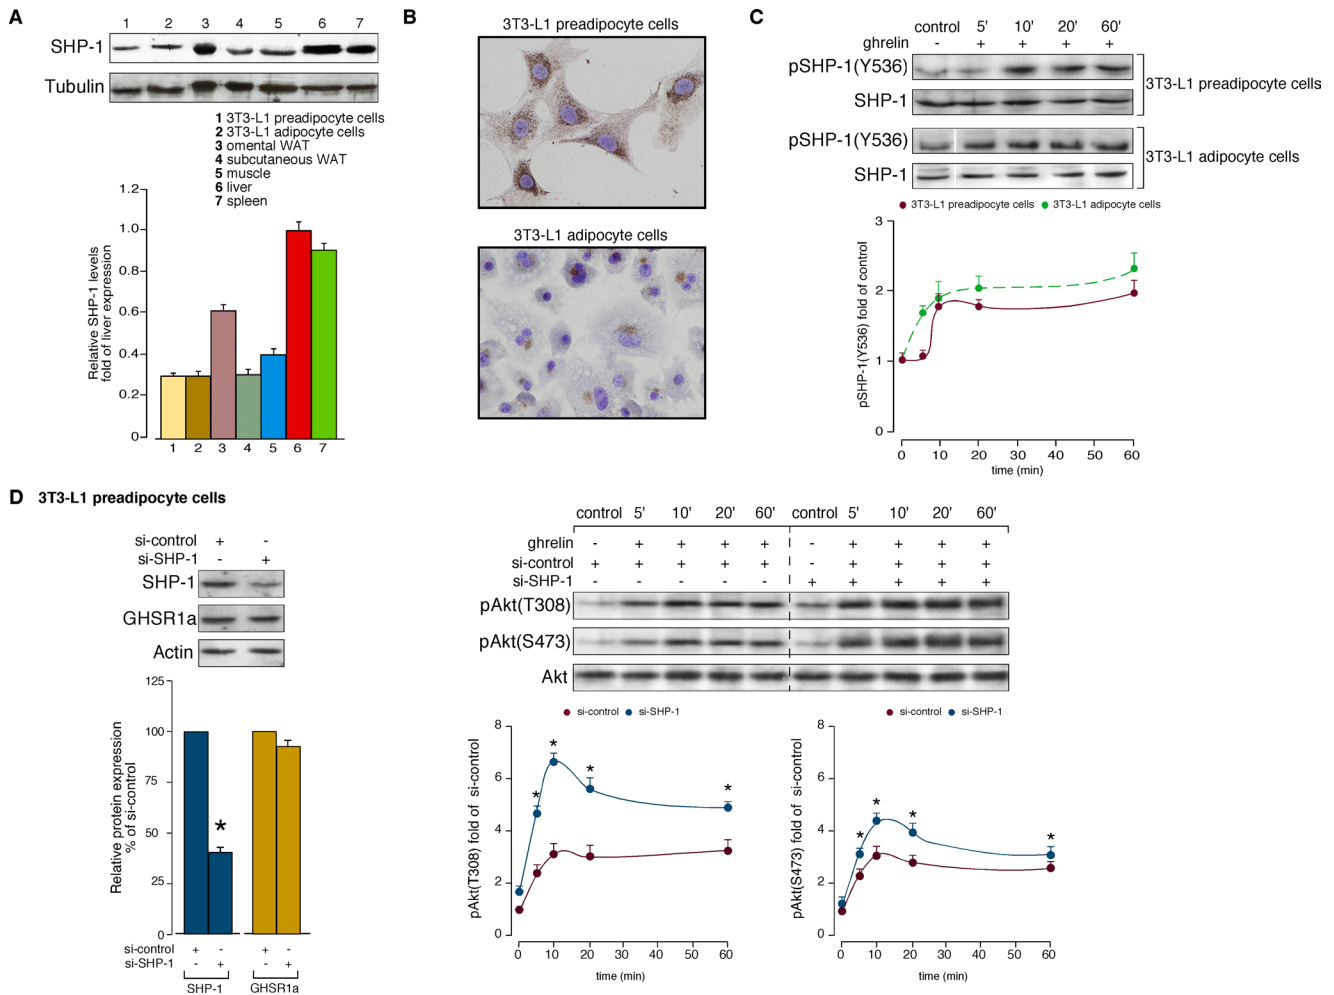 A
1 2 3 4 5 6 7
SHP-1
Tubulin
1 3T3-L1 preadipocyte cells
2 3T3-L1 adipocyte cells
3 omental WAT
4 subcutaneous WAT
5 muscle
6 liver
7 spleen
Relative SHP-1 levels
fold of liver expression
1.2
1.0
0.8
0.6
0.4
0.2
0
1 2 3 4 5 6 7
B
3T3-L1 preadipocyte cells
3T3-L1 adipocyte cells
C
control 5' 10' 20' 60'
ghrelin - + + + +
pSHP-1(Y536)
SHP-1
3T3-L1 preadipocyte cells
pSHP-1(Y536)
SHP-1
3T3-L1 adipocyte cells
3T3-L1 preadipocyte cells 3T3-L1 adipocyte cells
pSHP-1(Y536) fold of control
3
2
1
0
0 10 20 30 40 50 60
time (min)
D 3T3-L1 preadipocyte cells
si-control + -
si-SHP-1 - +
SHP-1
GHSR1a
Actin
Relative protein expression
% of si-control
125
100
75
50
25
0
*
si-control + - + -
si-SHP-1 - + - +
SHP-1 GHSR1a
control 5' 10' 20' 60' control 5' 10' 20' 60'
ghrelin - + + + + - + + + +
si-control + + + + + - + + + +
si-SHP-1 - - - - - + + + + +
pAkt(T308)
pAkt(S473)
Akt
si-control si-SHP-1
pAkt(T308) fold of si-control
8
6
4
2
0
* * * *
0 10 20 30 40 50 60
time (min)
si-control si-SHP-1
pAkt(S473) fold of si-control
8
6
4
2
0
* * * *
0 10 20 30 40 50 60
time (min)